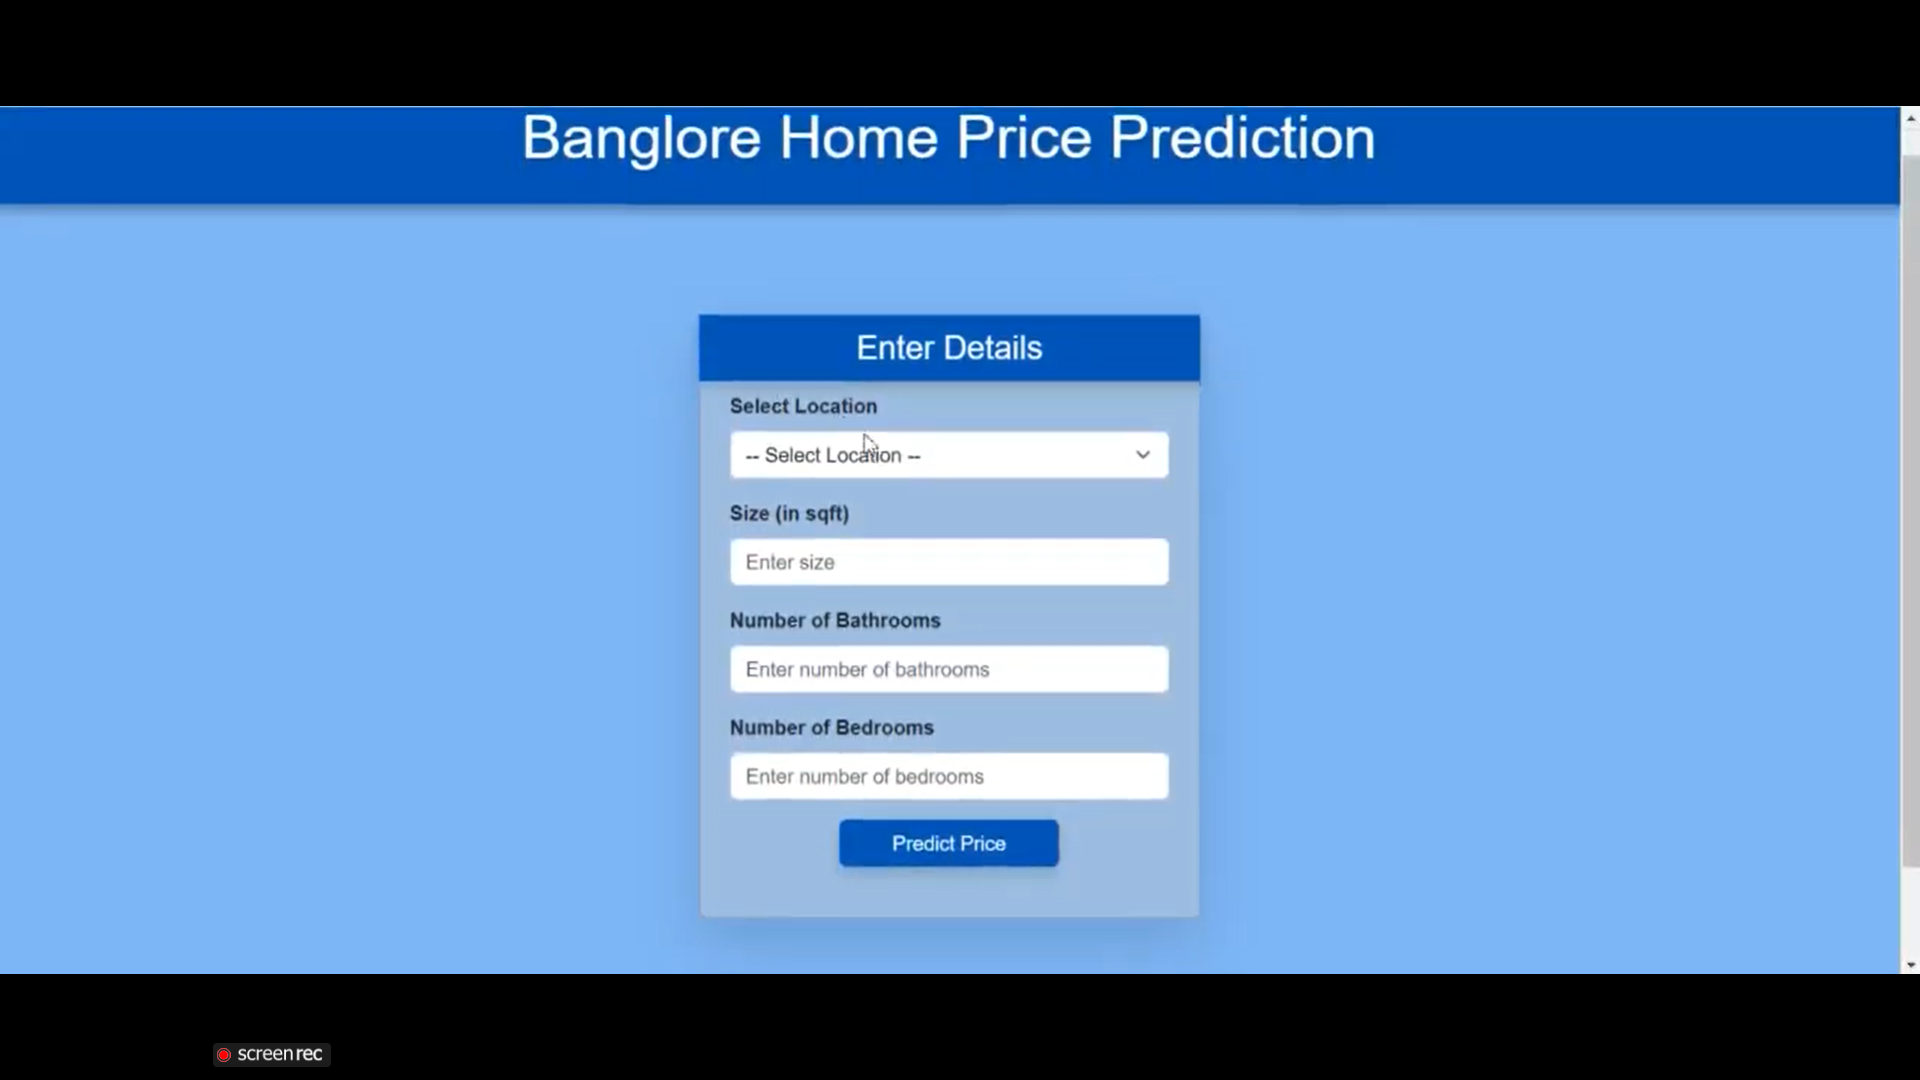 Banglore Home Price Prediction
Enter Details
Select Location
-- Select Location --
Size (in sqft)
Enter size
Number of Bathrooms
Enter number of bathrooms
Number of Bedrooms
Enter number of bedrooms
Predict Price
screenrec